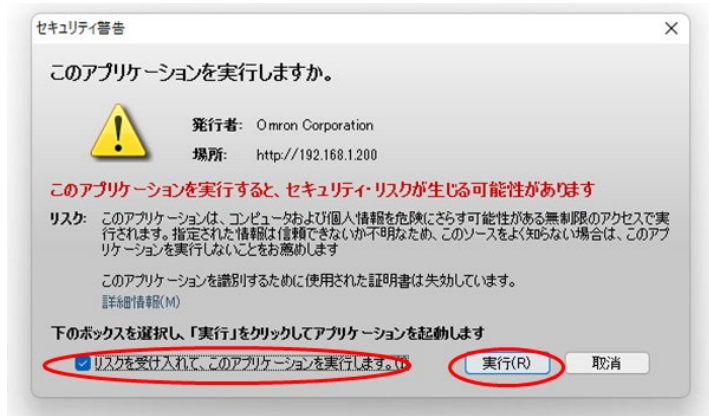 セキュリティ警告
このアプリケーションを実行しますか。
発行者: Omron Corporation
場所: http://192.168.1.200
このアプリケーションを実行すると、セキュリティ・リスクが生じる可能性があります
リスク: このアプリケーションは、コンピュータおよび個人情報を危険にさらす可能性がある無制限のアクセスで実
行されます。指定された情報は信頼できないか不明なため、このソースをよく知らない場合は、このアプ
リケーションを実行しないことをお薦めします
このアプリケーションを識別するために使用された証明書は失効しています。
詳細情報(M)
下のボックスを選択し、「実行」をクリックしてアプリケーションを起動します
リスクを受け入れて、このアプリケーションを実行します。(I)
実行(R)
取消